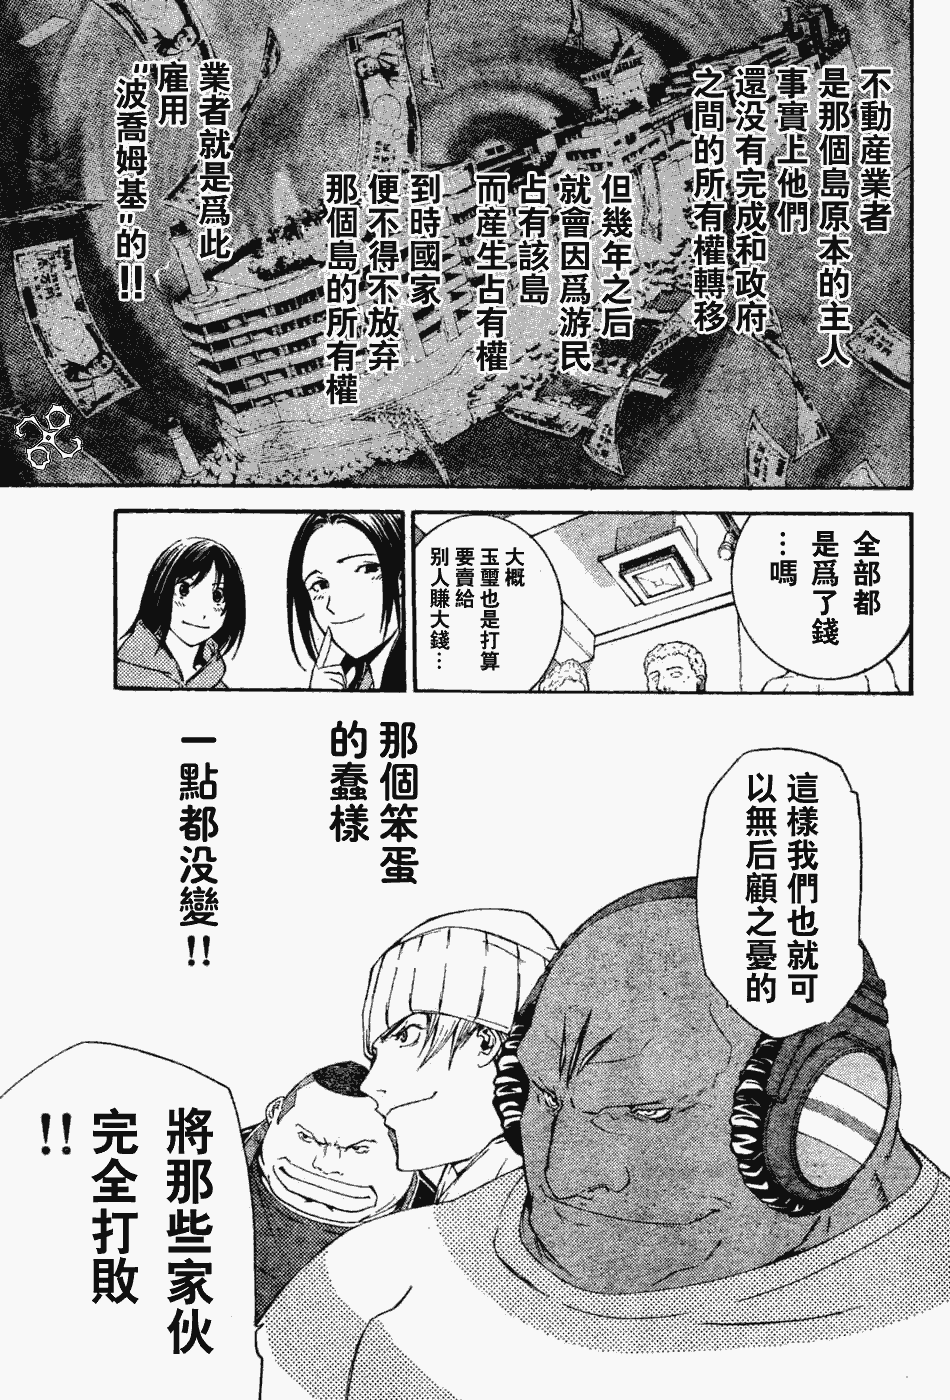 不動産業者
是那個島原本的主人
事實上他們
還没有完成和政府
之間的所有權轉移
但幾年之后
就會因爲游民
占有該島
而産生占有權
到時國家
便不得不放弃
那個島的所有權
業者就是爲此
雇用
"波喬姆基"的!!
全部都
是爲了錢
…嗎
大概
玉璽也是打算
要賣給
别人賺大錢…
那個笨蛋
的蠢樣
一點都没變!!
這樣我們也就可
以無后顧之憂的
將那些家伙
完全打敗
!!